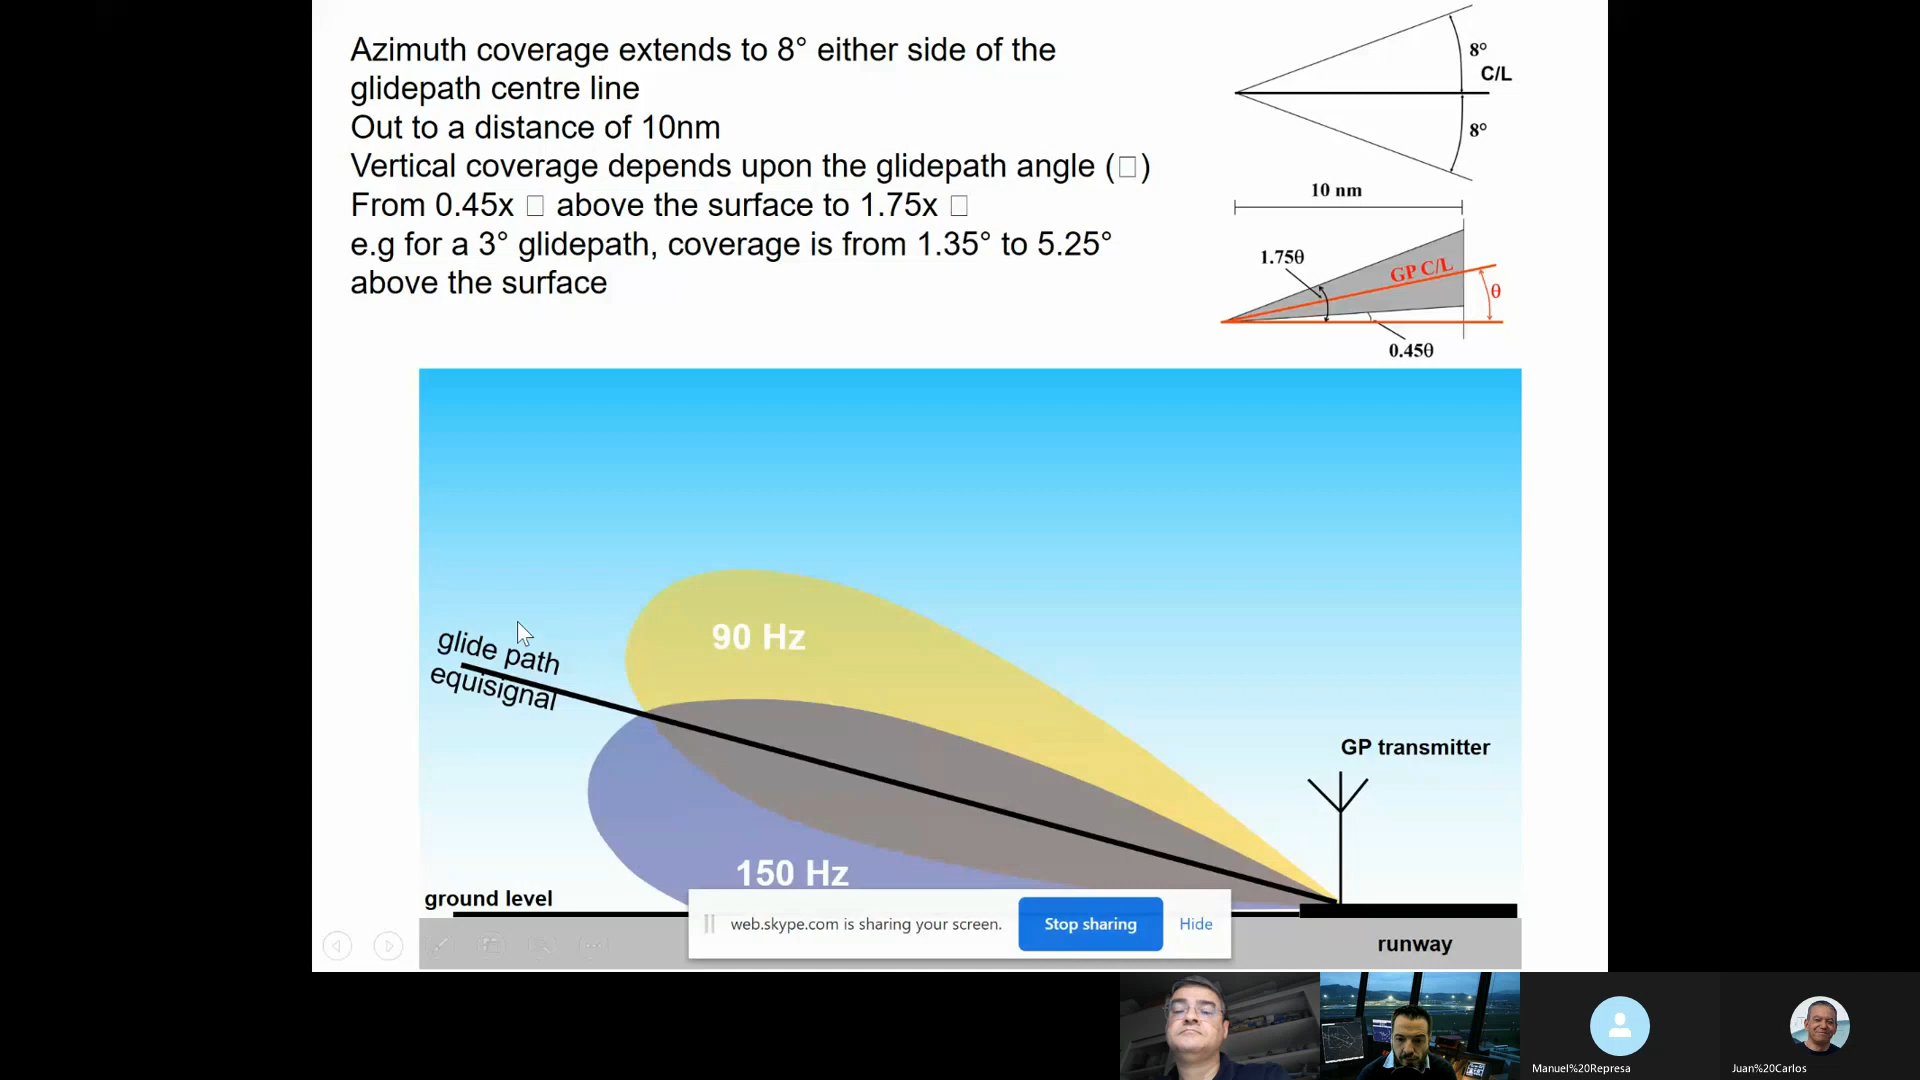 Azimuth coverage extends to 8° either side of the
glidepath centre line
Out to a distance of 10nm
Vertical coverage depends upon the glidepath angle (□)
From 0.45x □ above the surface to 1.75x □
e.g for a 3° glidepath, coverage is from 1.35° to 5.25°
above the surface
8°
C/L
8°
10 nm
1.75θ
GP C/L
θ
0.45θ
90 Hz
glide path
equisignal
GP transmitter
150 Hz
ground level
web.skype.com is sharing your screen.
Stop sharing
Hide
runway
Manuel%20Represa
Juan%20Carlos